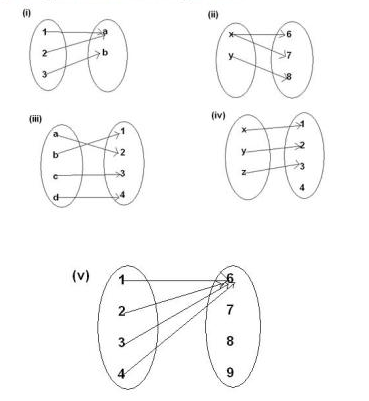 (i)
1 a
2 b
3
(ii)
x 6
y 7
8
(iii)
a 1
b 2
c 3
d 4
(iv)
x 1
y 2
z 3
4
(v)
1 6
2 7
3 8
4 9